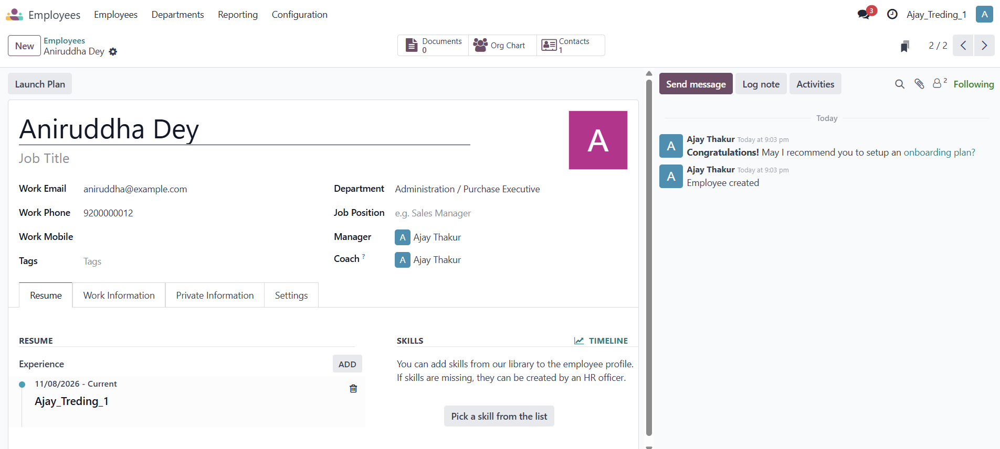 Employees Employees Departments Reporting Configuration 3 Ajay_Treding_1 A
New Employees Aniruddha Dey Documents 0 Org Chart Contacts 1 2 / 2
Launch Plan Send message Log note Activities 2 Following
Aniruddha Dey
A
Job Title
Work Email aniruddha@example.com Department Administration / Purchase Executive
Work Phone 9200000012 Job Position e.g. Sales Manager
Work Mobile Manager A Ajay Thakur
Tags Tags Coach ? A Ajay Thakur
Resume Work Information Private Information Settings
RESUME SKILLS TIMELINE
Experience ADD
11/08/2026 - Current
Ajay_Treding_1
You can add skills from our library to the employee profile.
If skills are missing, they can be created by an HR officer.
Pick a skill from the list
Today
A Ajay Thakur Today at 9:03 pm
Congratulations! May I recommend you to setup an onboarding plan?
A Ajay Thakur Today at 9:03 pm
Employee created